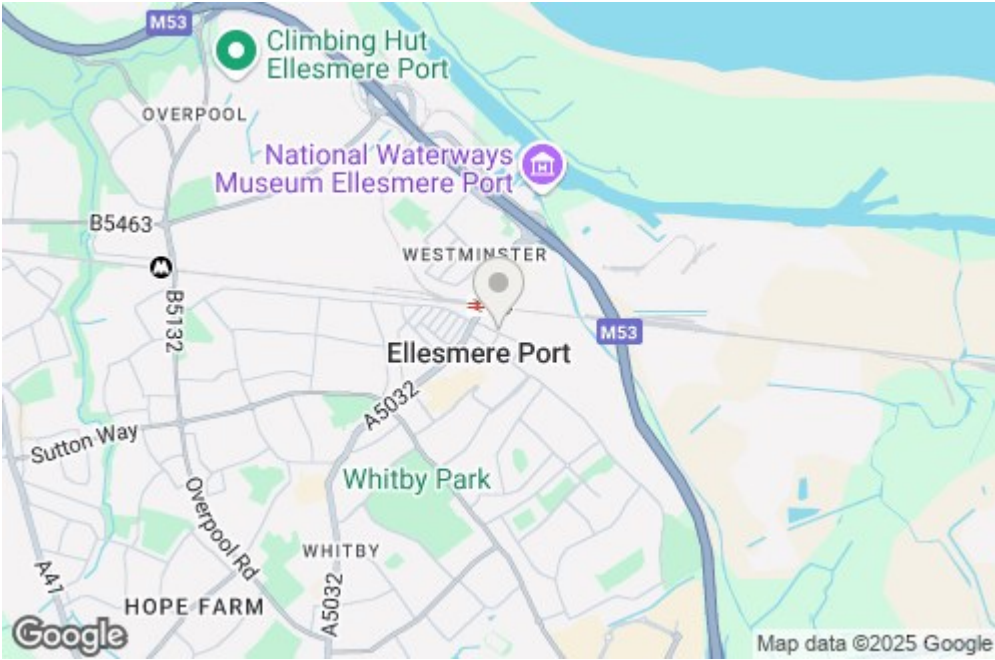 M53
Climbing Hut
Ellesmere Port
OVERPOOL
National Waterways
Museum Ellesmere Port
B5463
WESTMINSTER
B5132
M53
Ellesmere Port
A5032
Sutton Way
Whitby Park
Overpool Rd
WHITBY
A41
A5032
HOPE FARM
Google
Map data ©2025 Google